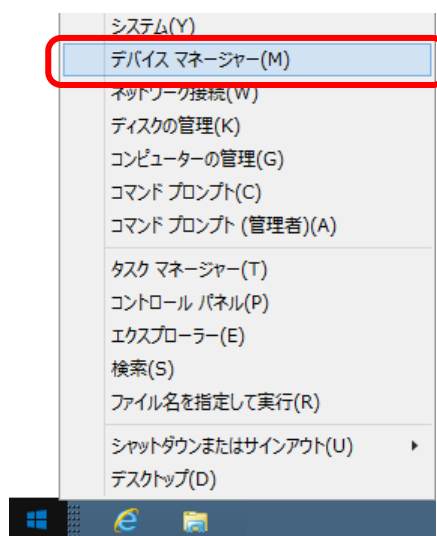 システム(Y)
デバイス マネージャー(M)
ネットワーク接続(W)
ディスクの管理(K)
コンピューターの管理(G)
コマンド プロンプト(C)
コマンド プロンプト (管理者)(A)
タスク マネージャー(T)
コントロール パネル(P)
エクスプローラー(E)
検索(S)
ファイル名を指定して実行(R)
シャットダウンまたはサインアウト(U)
デスクトップ(D)